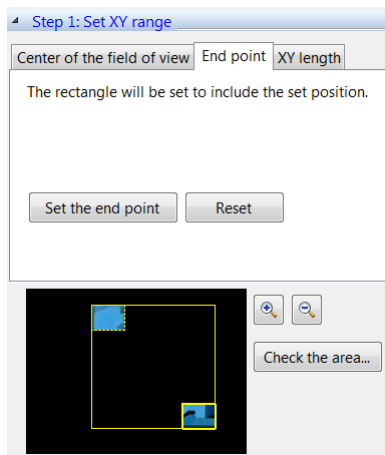 Step 1: Set XY range
Center of the field of view End point XY length
The rectangle will be set to include the set position.
Set the end point Reset
Check the area...